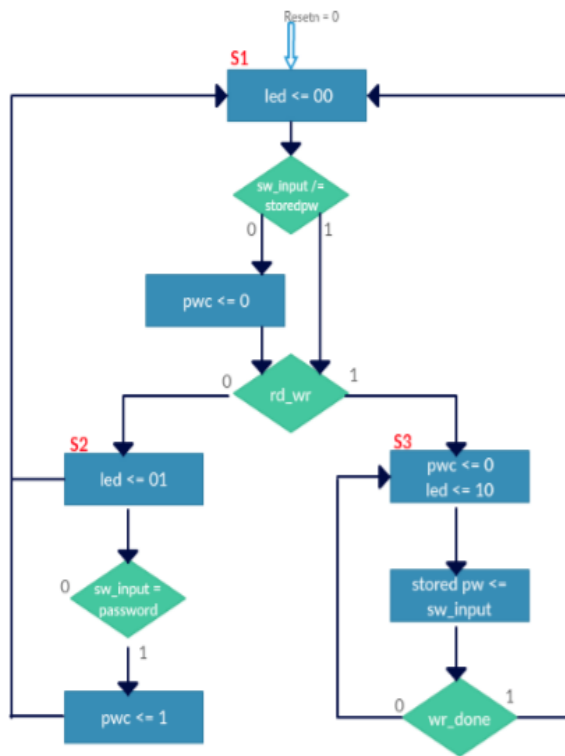 Resetn = 0
S1
led <= 00
sw_input /=
storedpw
0
1
pwc <= 0
0
rd_wr
1
S2
led <= 01
S3
pwc <= 0
led <= 10
0
sw_input =
password
stored pw <=
sw_input
1
pwc <= 1
0
wr_done
1